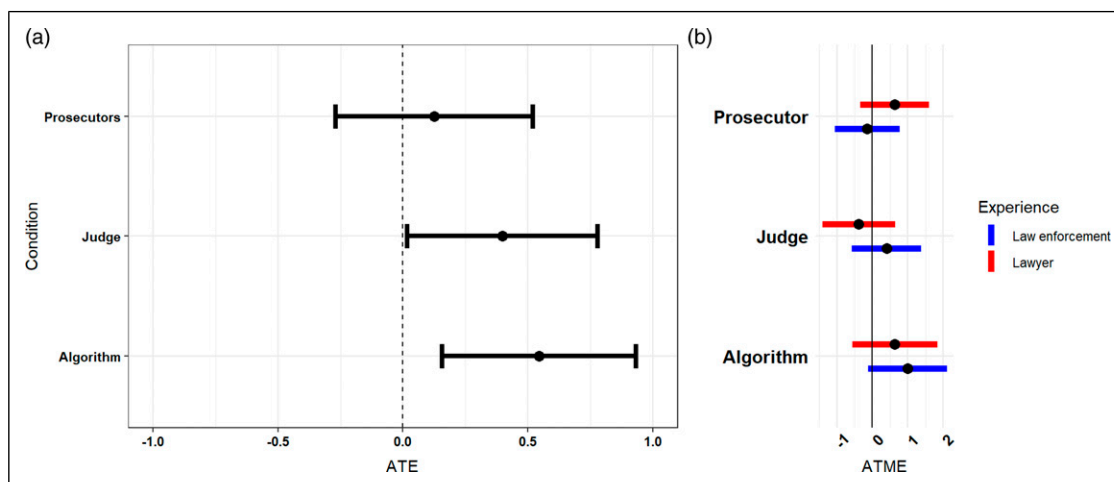 (a)
Condition
Prosecutors
Judge
Algorithm
-1.0 -0.5 0.0 0.5 1.0
ATE
(b)
Prosecutor
Judge
Algorithm
-1 0 1 2
ATME
Experience
Law enforcement
Lawyer